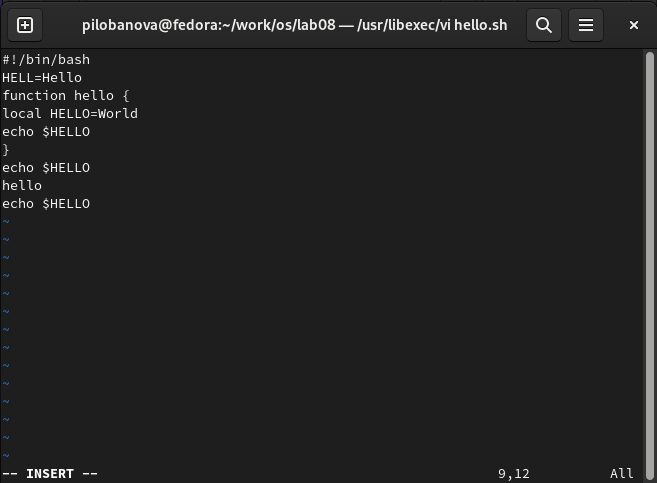 pilobanova@fedora:~/work/os/lab08 — /usr/libexec/vi hello.sh
#!/bin/bash
HELL=Hello
function hello {
local HELLO=World
echo $HELLO
}
echo $HELLO
hello
echo $HELLO
~
~
~
~
~
~
~
~
~
~
~
~
~
~
-- INSERT -- 9,12 All